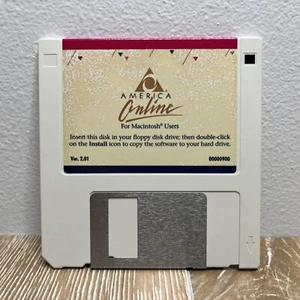 AMERICA
Online
For Macintosh® Users
Insert this disk in your floppy disk drive; then double-click
on the Install icon to copy the software to your hard drive.
Ver. 2.01 00000900